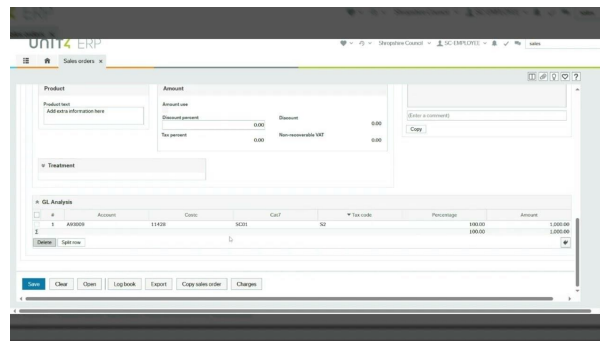 UNIT4 ERP
Shropshire Council
SC-EMPLOYEE
sales
Sales orders x
Product
Amount
Product text
Add extra information here
Amount use
Discount percent
Discount
0.00
0.00
Tax percent
Non-recoverable VAT
0.00
0.00
(Enter a comment)
Copy
Treatment
GL Analysis
# Account Costc Cat7 Tax code Percentage Amount
1 11420 SC01 S2 100.00 1,000.00
Σ 100.00 1,000.00
Delete Split row
Save Clear Open Log book Export Copy sales order Charges